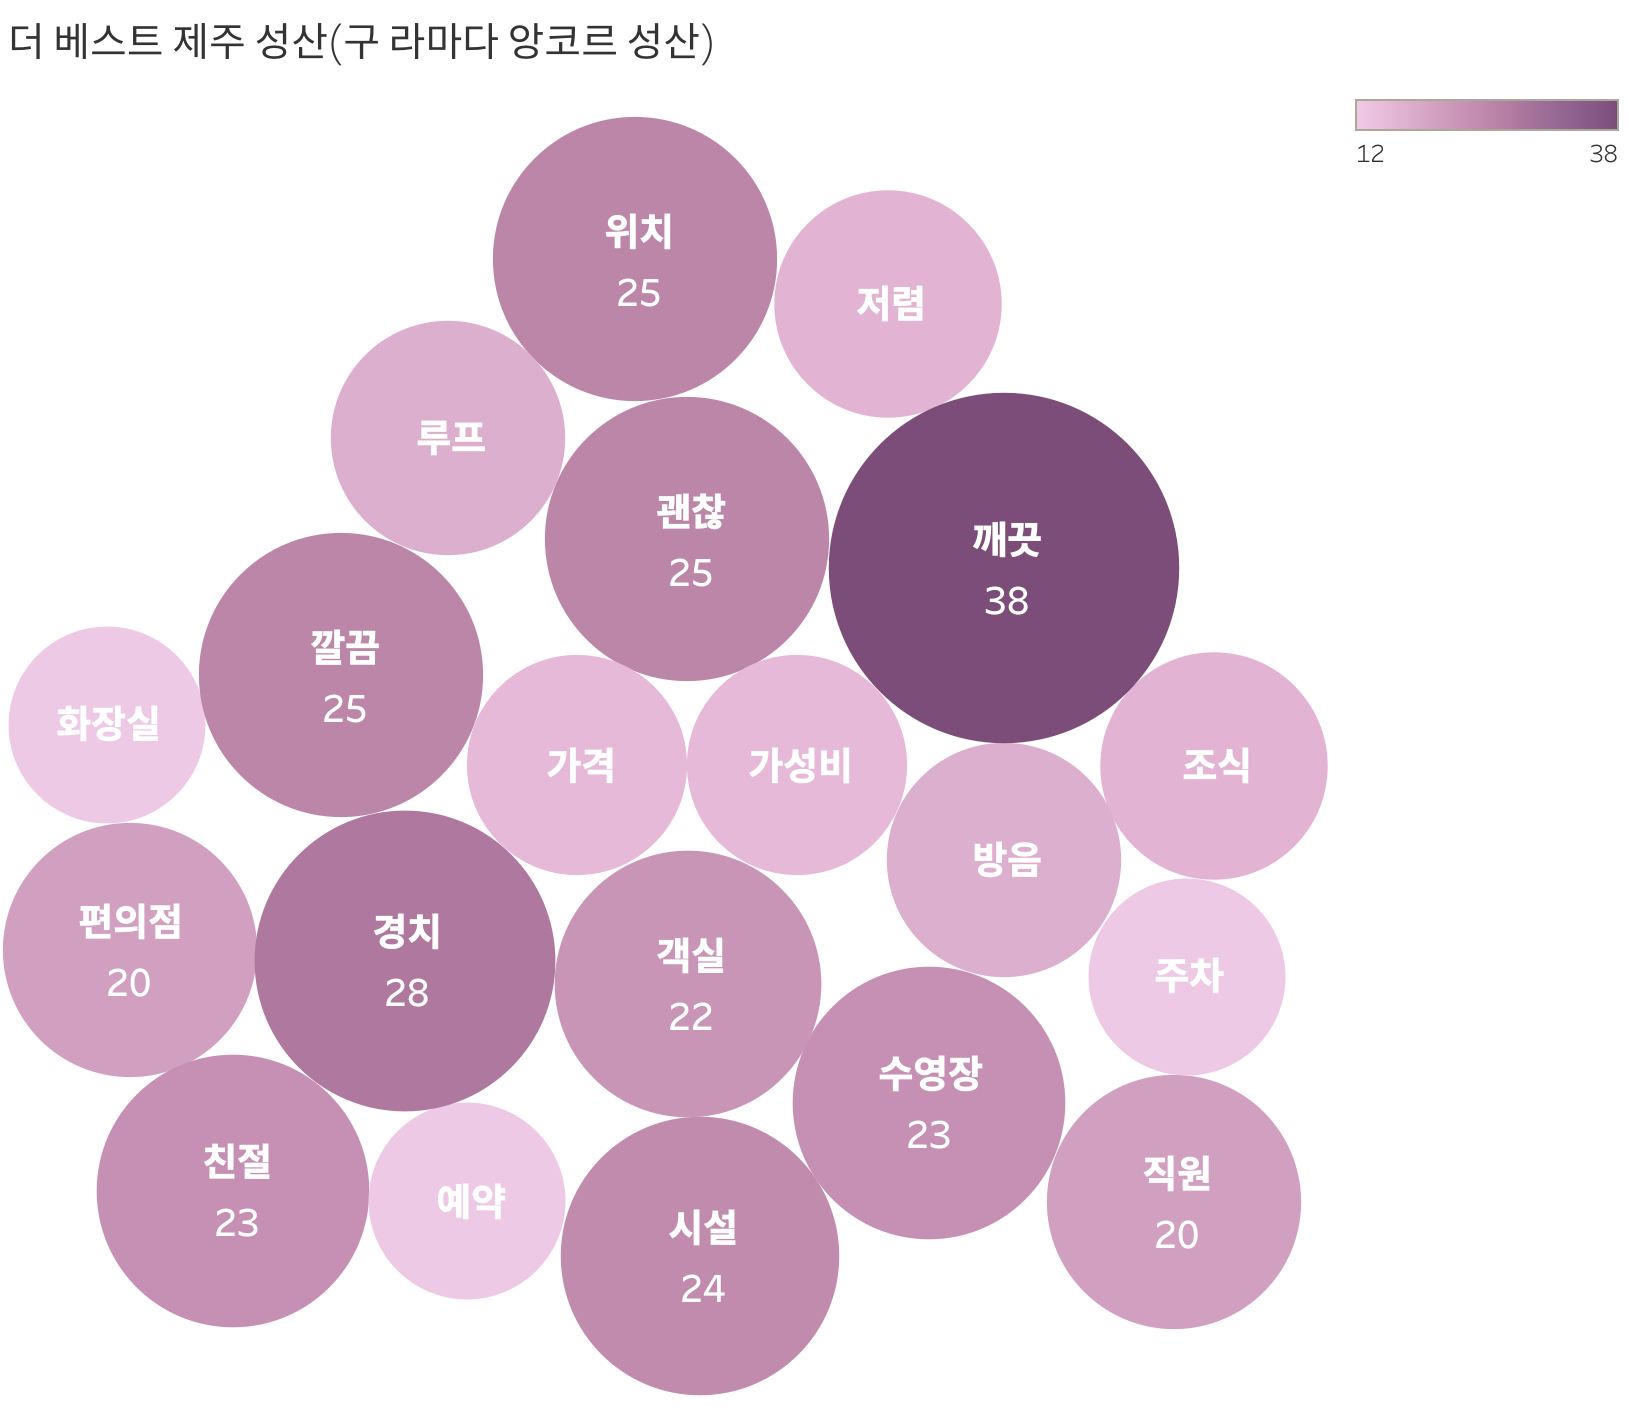 더 베스트 제주 성산(구 라마다 앙코르 성산)
12 38
위치
25
저렴
루프
괜찮
25
깨끗
38
깔끔
25
화장실
가격
가성비
조식
방음
편의점
20
경치
28
객실
22
주차
수영장
23
친절
23
예약
시설
24
직원
20